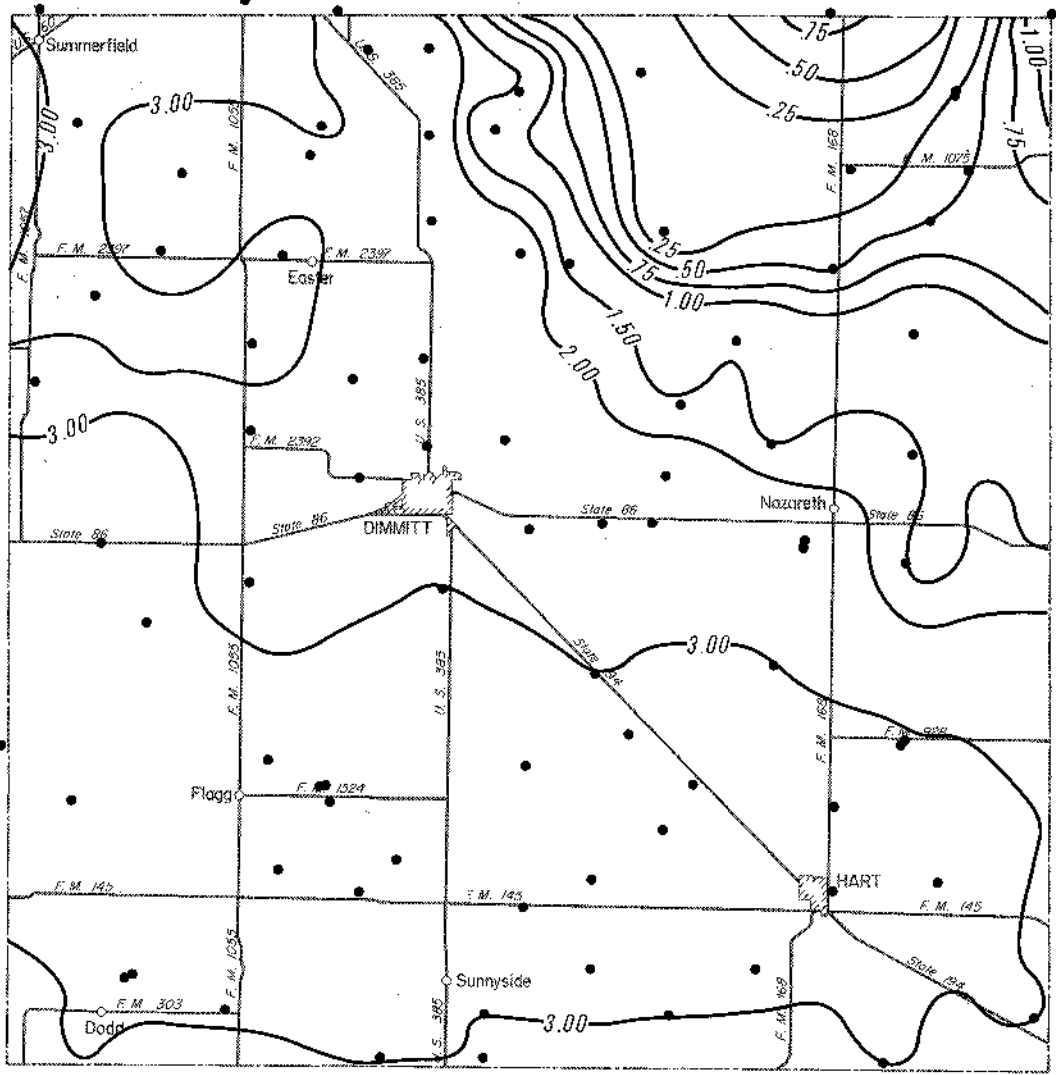 U.S. 60
Summerfield
3.00
3.00
F. M. 1055
U. S. 385
.75
.50
.25
1.00
.75
F. M. 168
F. M. 1075
F. M. 2397
F. M. 2397
Easter
.25
.50
.75
1.00
1.50
2.00
U. S. 385
3.00
F. M. 2392
State 86
State 86
DIMMITT
State 86
Nazareth
State 86
F. M. 1055
U. S. 385
State 194
3.00
F. M. 168
F. M. 928
Flagg
F. M. 1524
F. M. 145
F. M. 145
HART
F. M. 145
F. M. 1055
Sunnyside
State 194
F. M. 303
Dodd
U. S. 385
3.00
F. M. 168